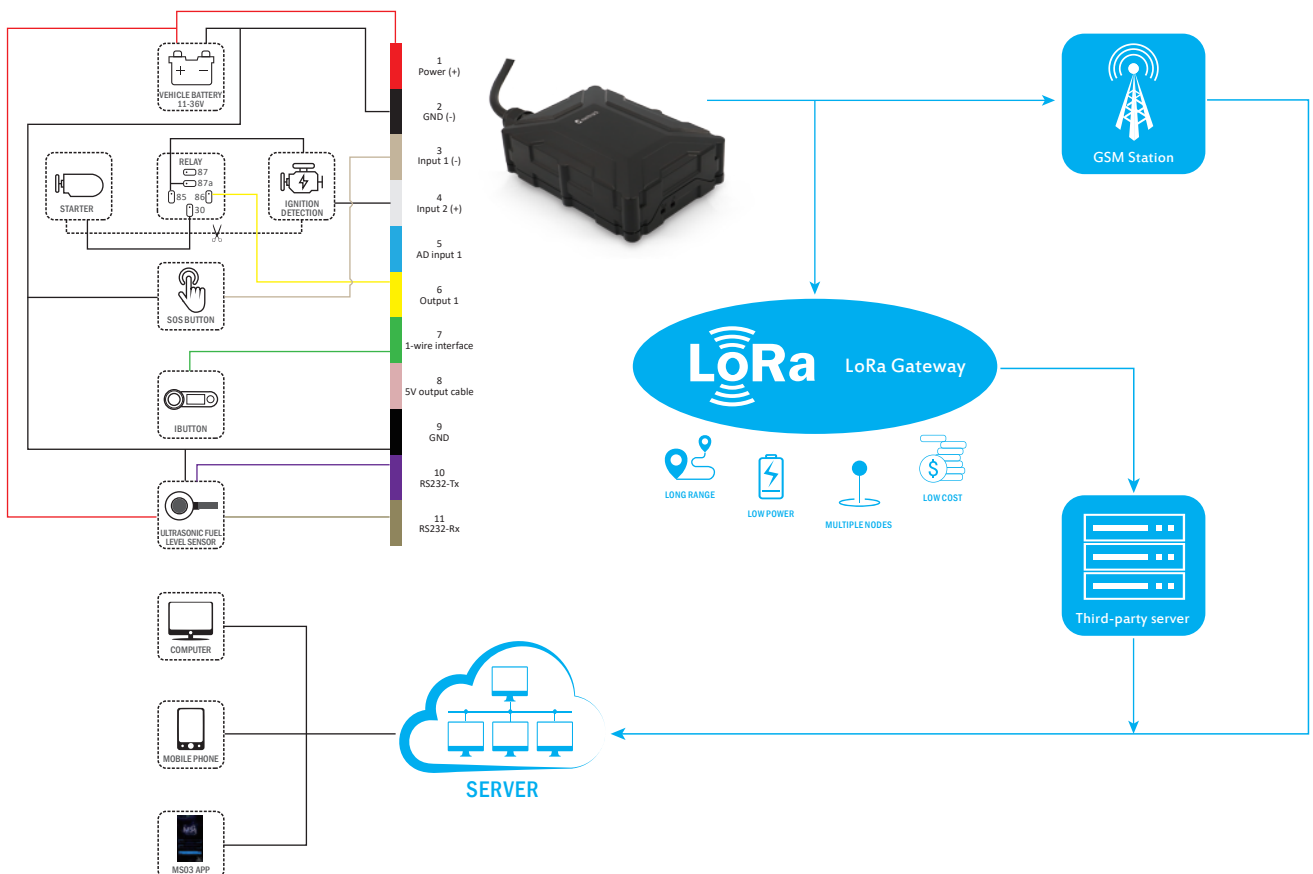 VEHICLE BATTERY
11-36V
+ −
STARTER
RELAY
87
87a
85
86
30
IGNITION
DETECTION
SOS BUTTON
IBUTTON
ULTRASONIC FUEL
LEVEL SENSOR
1
Power (+)
2
GND (-)
3
Input 1 (-)
4
Input 2 (+)
5
AD input 1
6
Output 1
7
1-wire interface
8
5V output cable
9
GND
10
RS232-Tx
11
RS232-Rx
GSM Station
LoRa
LoRa Gateway
LONG RANGE
LOW POWER
MULTIPLE NODES
$
LOW COST
Third-party server
COMPUTER
MOBILE PHONE
MS03 APP
SERVER